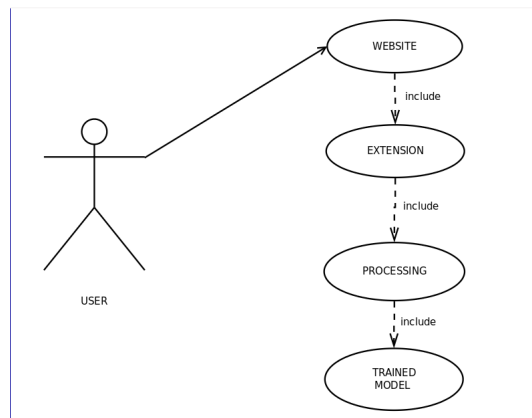 WEBSITE
include
EXTENSION
include
PROCESSING
USER
include
TRAINED
MODEL